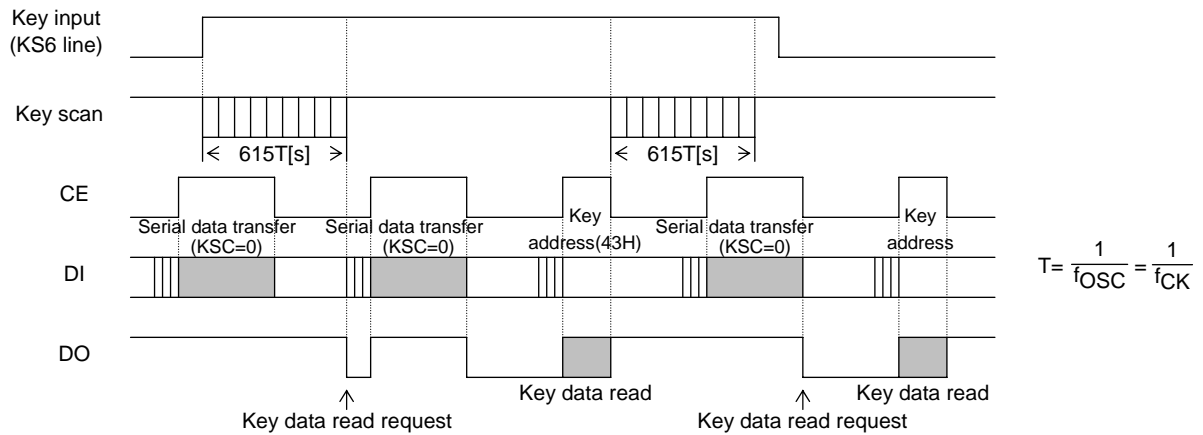 Key input
(KS6 line)
Key scan
615T[s]
615T[s]
CE
Serial data transfer
(KSC=0)
Serial data transfer
(KSC=0)
Key
address(43H)
Serial data transfer
(KSC=0)
Key
address
DI
T= 1/fOSC = 1/fCK
DO
Key data read
Key data read
Key data read request
Key data read request